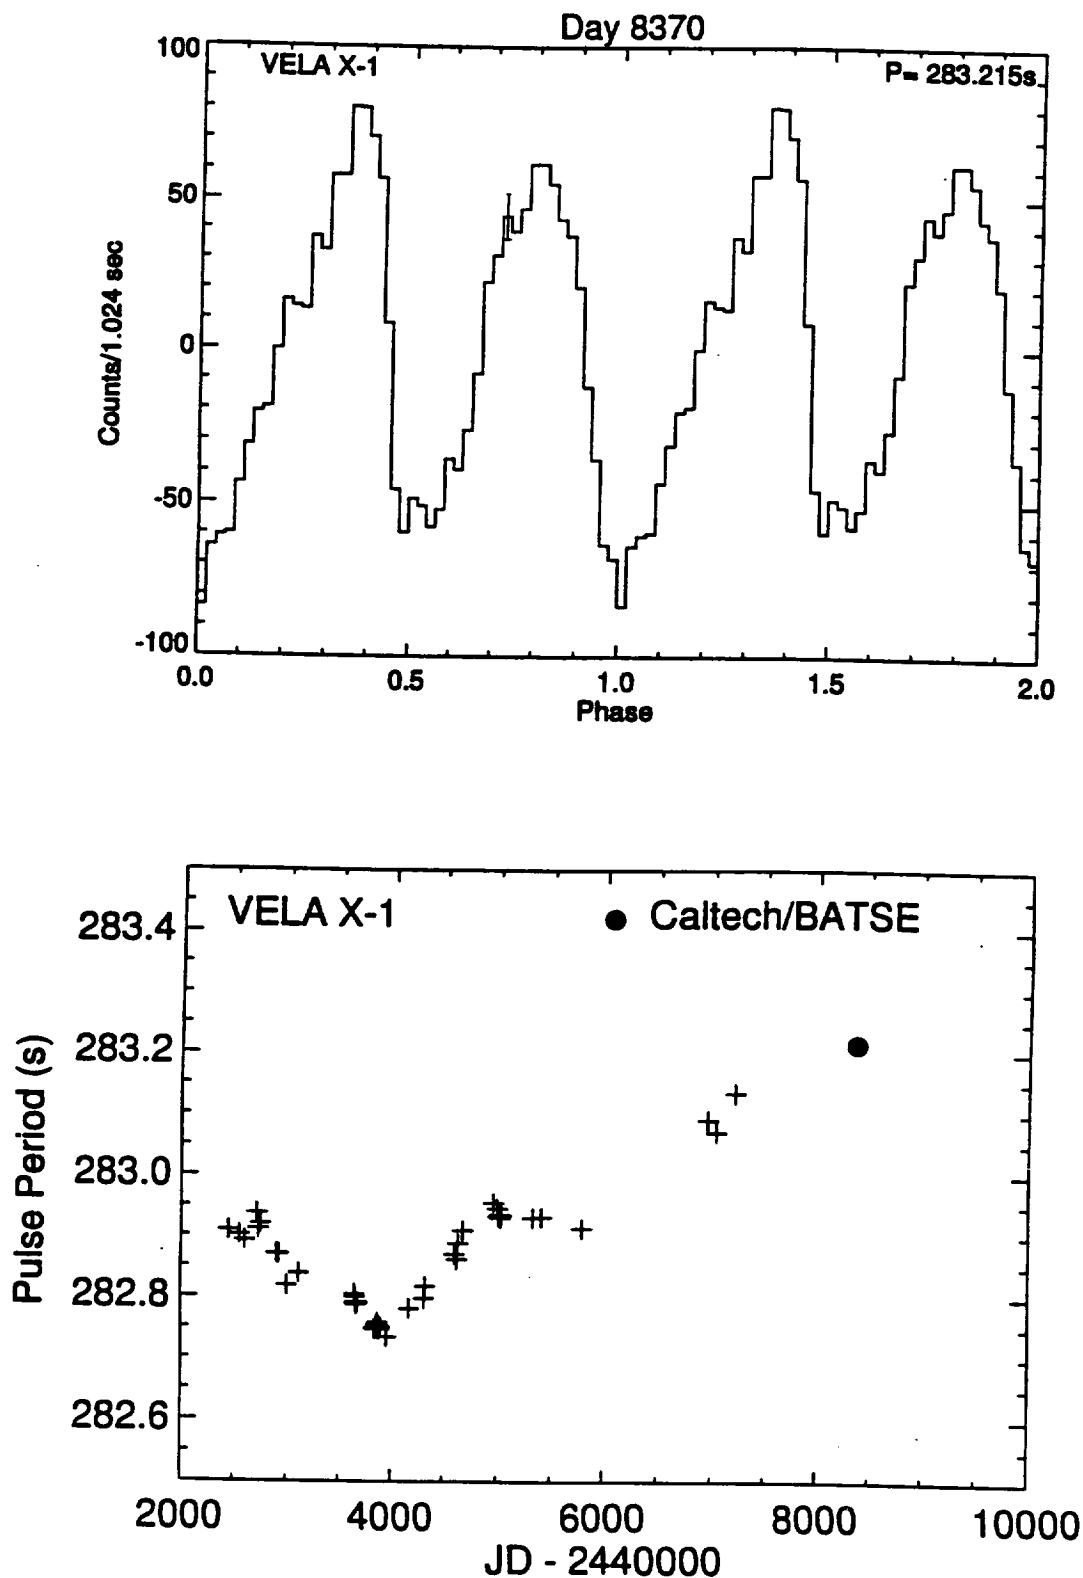 Day 8370
VELA X-1
P= 283.215s
100
50
0
-50
-100
Counts/1.024 sec
0.0 0.5 1.0 1.5 2.0
Phase
VELA X-1
Caltech/BATSE
283.4
283.2
283.0
282.8
282.6
Pulse Period (s)
2000 4000 6000 8000 10000
JD - 2440000